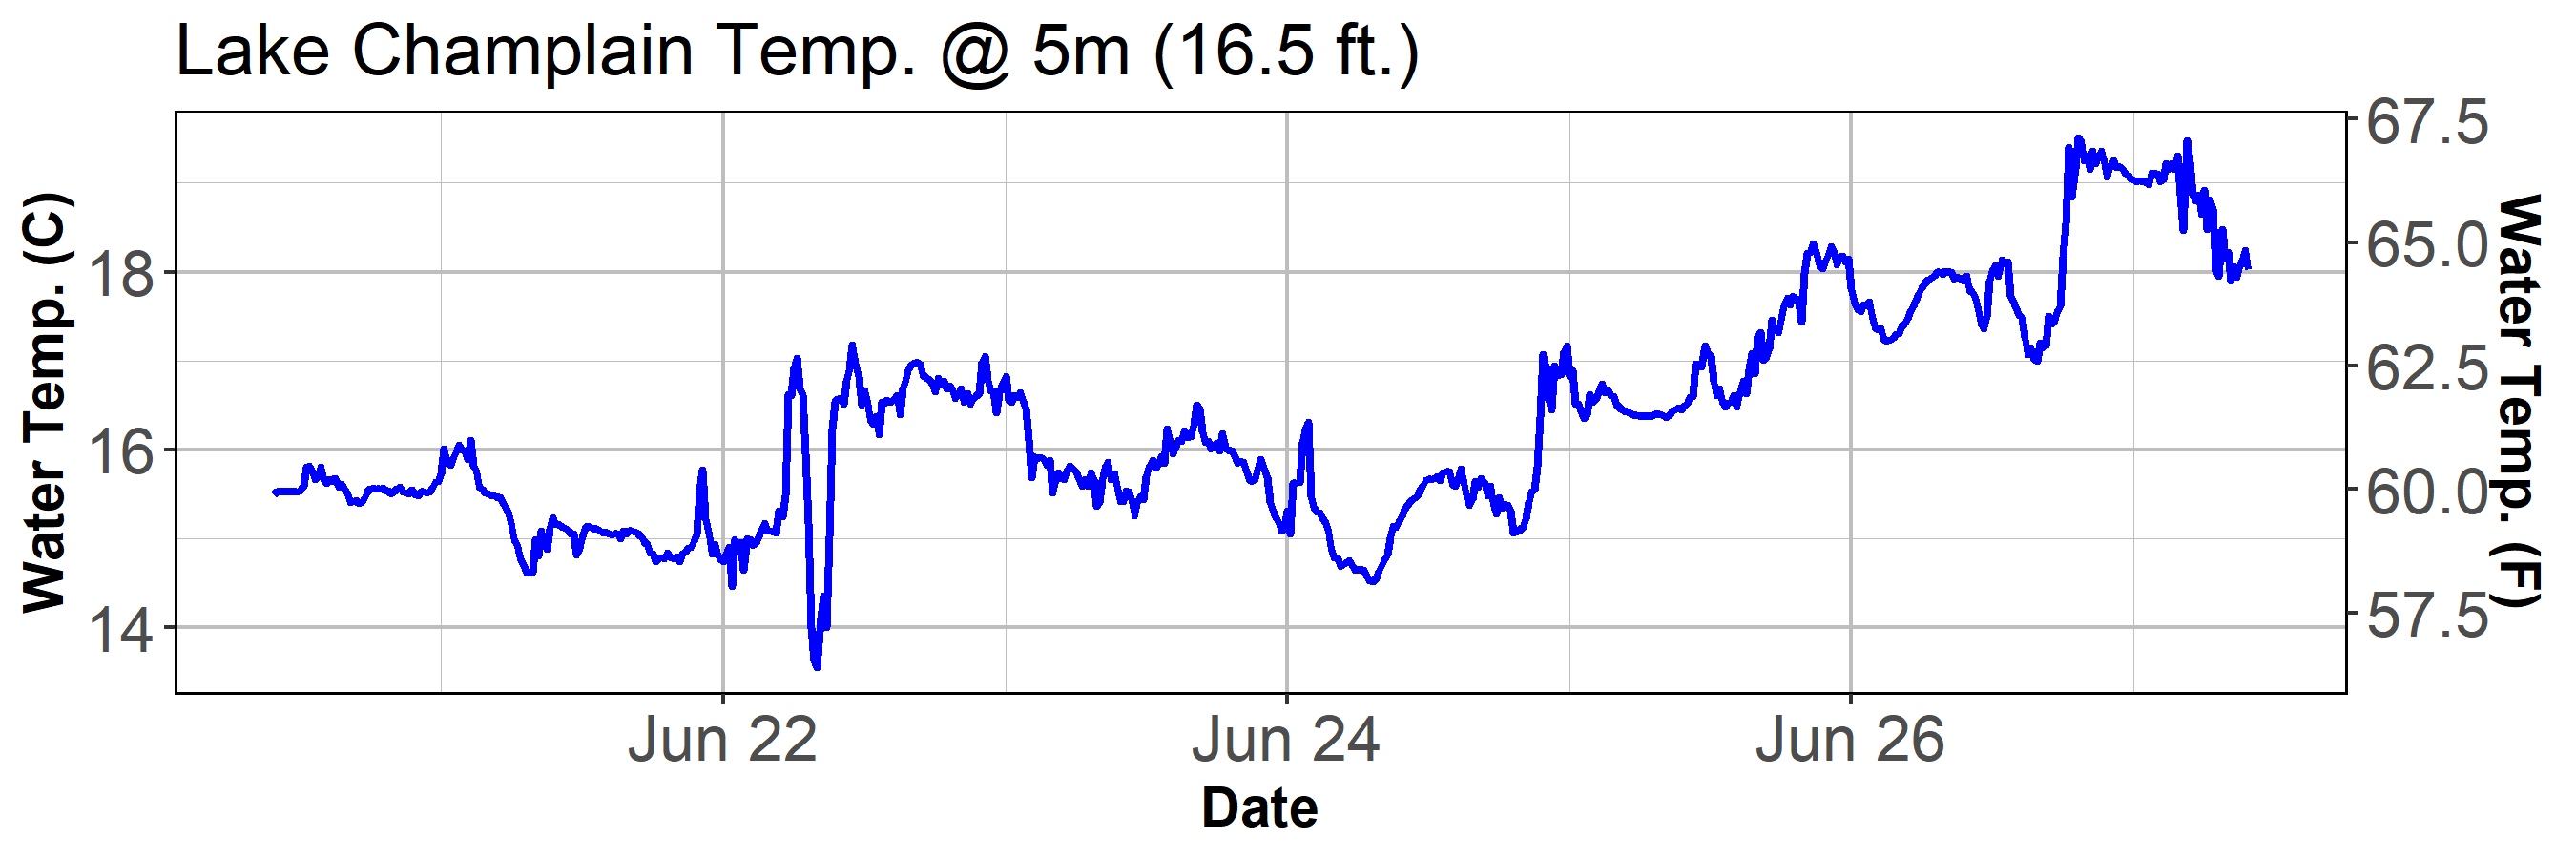 Lake Champlain Temp. @ 5m (16.5 ft.)
Water Temp. (C)
18
16
14
67.5
65.0
62.5
60.0
57.5
Water Temp. (F)
Jun 22
Jun 24
Jun 26
Date